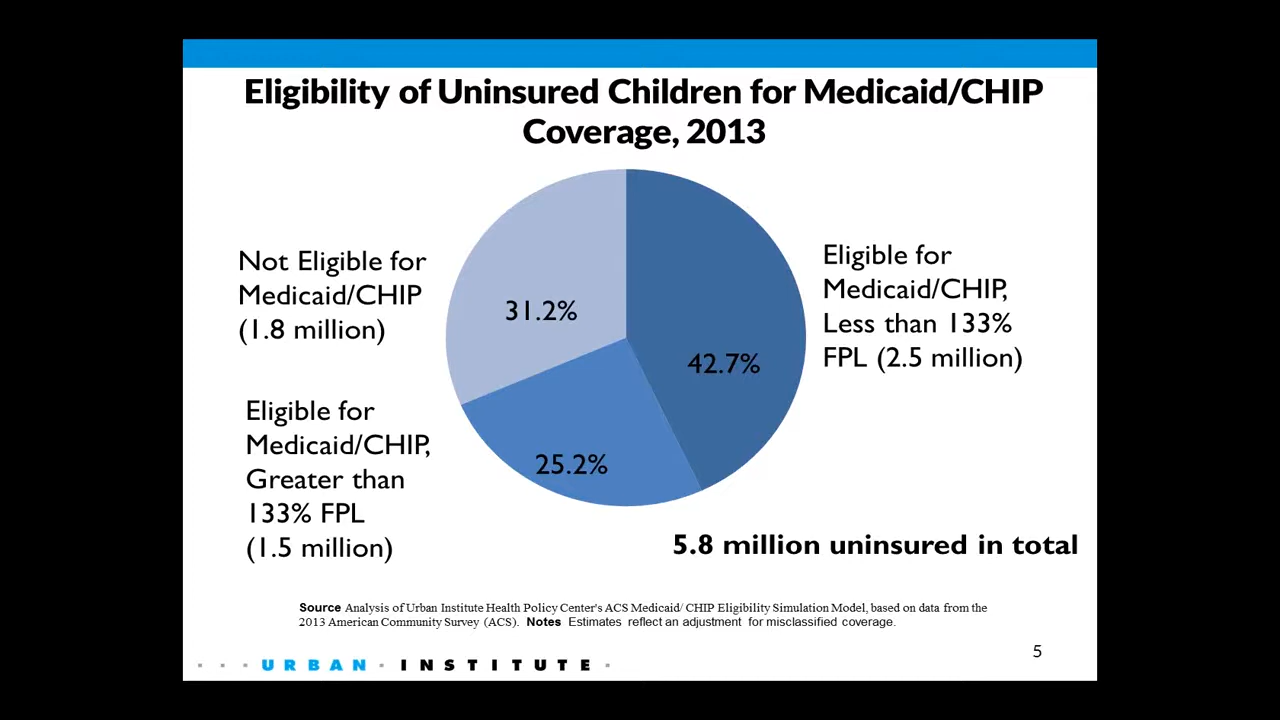 Eligibility of Uninsured Children for Medicaid/CHIP
Coverage, 2013
Not Eligible for
Medicaid/CHIP
(1.8 million)
31.2%
Eligible for
Medicaid/CHIP,
Less than 133%
FPL (2.5 million)
42.7%
Eligible for
Medicaid/CHIP,
Greater than
133% FPL
(1.5 million)
25.2%
5.8 million uninsured in total
Source Analysis of Urban Institute Health Policy Center's ACS Medicaid/ CHIP Eligibility Simulation Model, based on data from the
2013 American Community Survey (ACS). Notes Estimates reflect an adjustment for misclassified coverage.
URBAN INSTITUTE
5